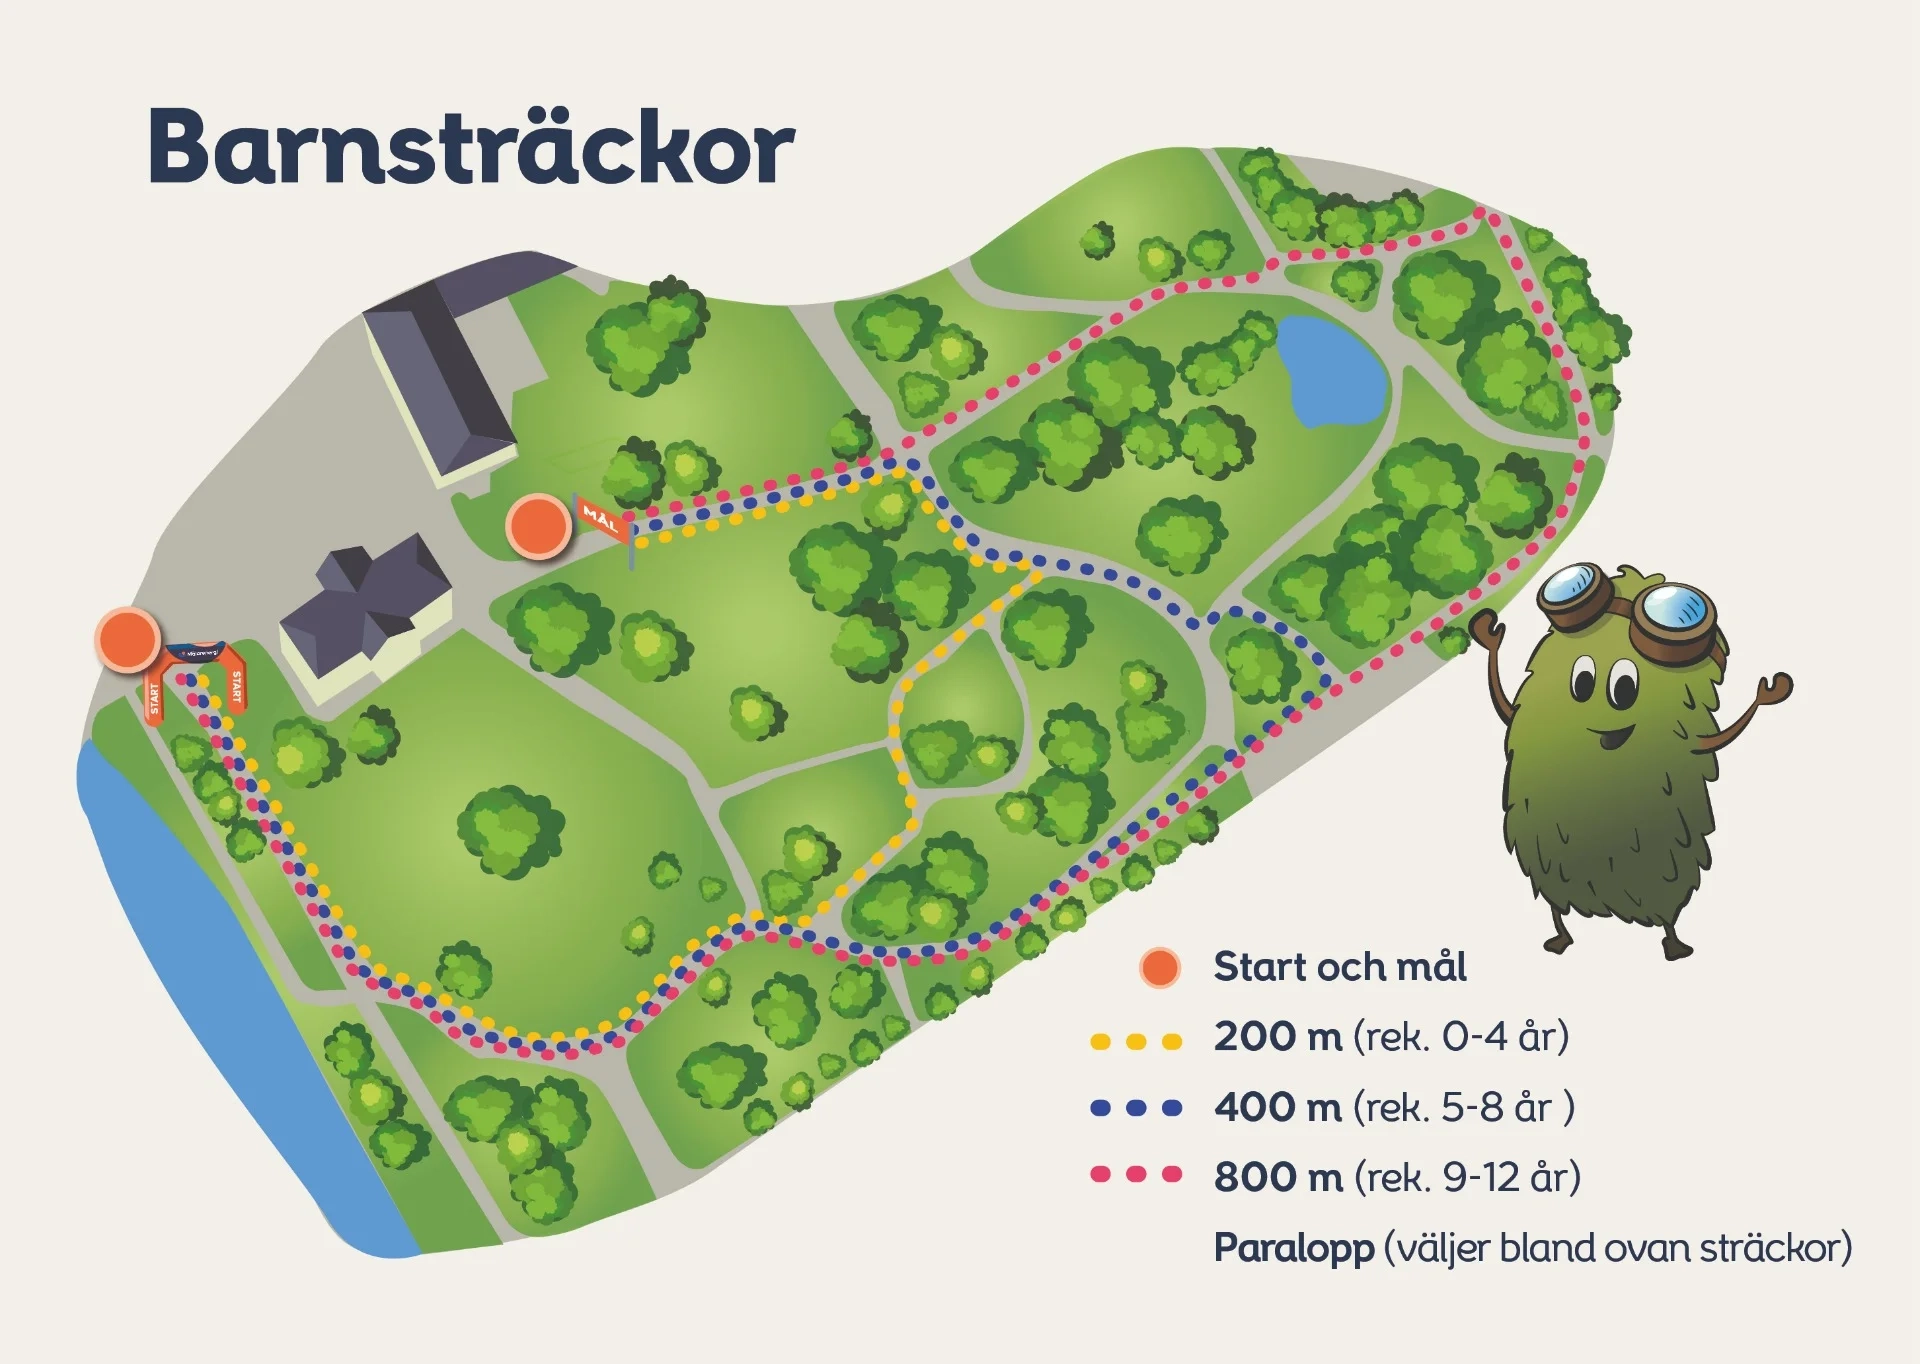 Barnsträckor
MÅL
Mälarenergi
START
START
Start och mål
200 m (rek. 0-4 år)
400 m (rek. 5-8 år )
800 m (rek. 9-12 år)
Paralopp (väljer bland ovan sträckor)